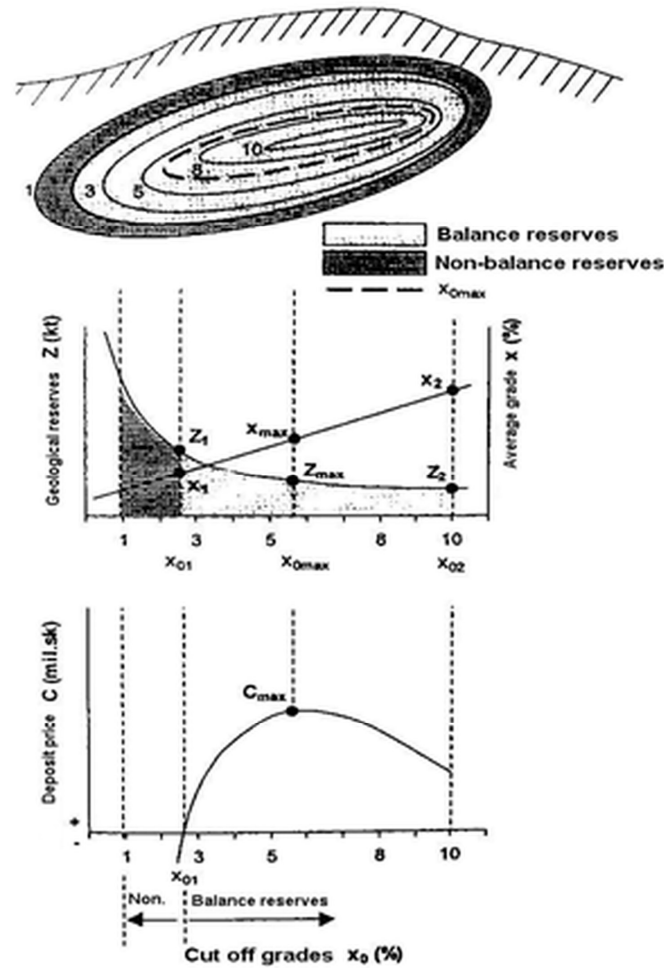 1 3 5 8 10
Balance reserves
Non-balance reserves
x0max
Geological reserves Z (kt)
Average grade x (%)
Z1
x1
xmax
Zmax
x2
Z2
1 3 5 8 10
x01 x0max x02
Deposit price C (mil.sk)
Cmax
+
-
1 3 5 8 10
x01
Non. Balance reserves
Cut off grades x0 (%)